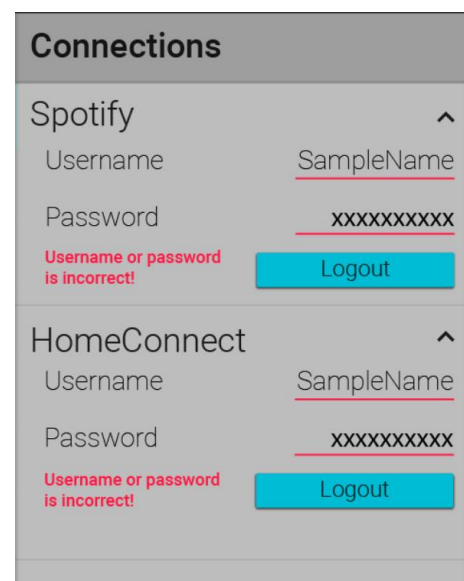 Connections
Spotify
Username SampleName
Password xxxxxxxxxx
Username or password
is incorrect!
Logout
HomeConnect
Username SampleName
Password xxxxxxxxxx
Username or password
is incorrect!
Logout